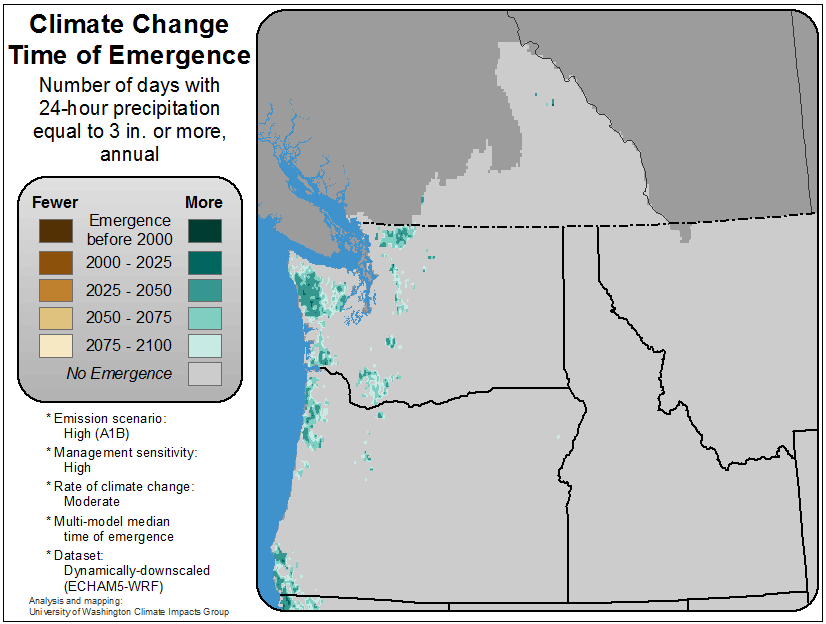 Climate Change
Time of Emergence
Number of days with
24-hour precipitation
equal to 3 in. or more,
annual
Fewer More
Emergence
before 2000
2000 - 2025
2025 - 2050
2050 - 2075
2075 - 2100
No Emergence
* Emission scenario:
High (A1B)
* Management sensitivity:
High
* Rate of climate change:
Moderate
* Multi-model median
time of emergence
* Dataset:
Dynamically-downscaled
(ECHAM5-WRF)
Analysis and mapping:
University of Washington Climate Impacts Group